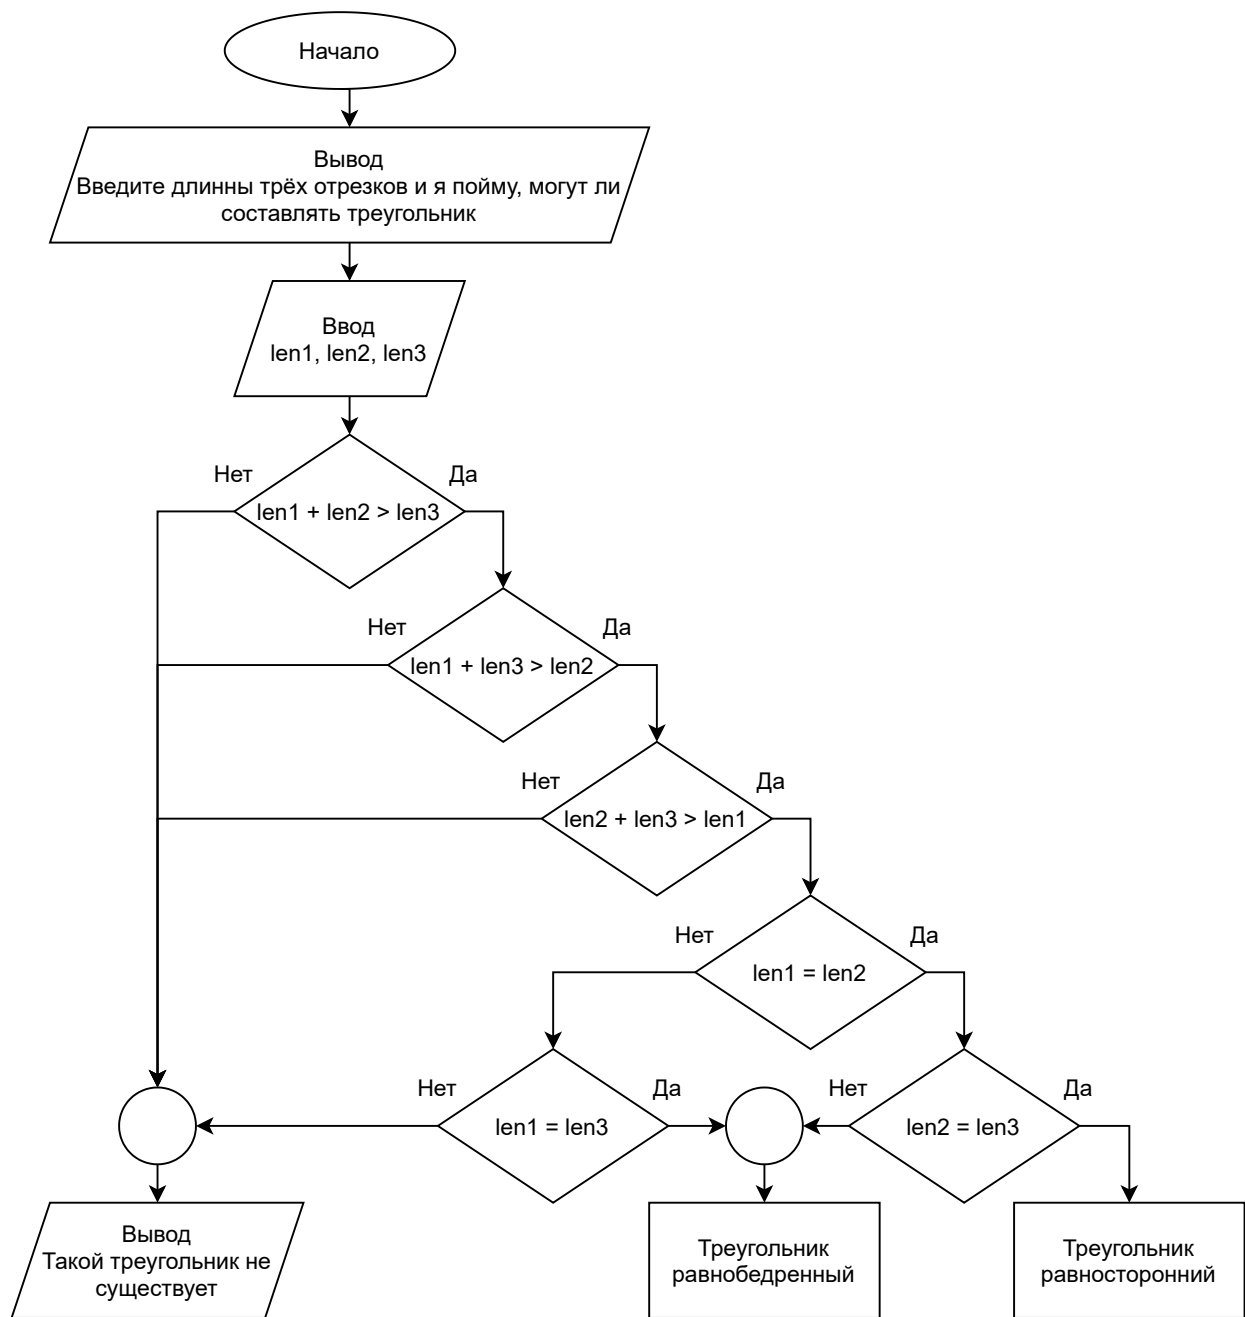 Начало
Вывод
Введите длинны трёх отрезков и я пойму, могут ли
составлять треугольник
Ввод
len1, len2, len3
Нет
Да
len1 + len2 > len3
Нет
Да
len1 + len3 > len2
Нет
Да
len2 + len3 > len1
Нет
Да
len1 = len2
Нет
Да
len1 = len3
Нет
Да
len2 = len3
Вывод
Такой треугольник не
существует
Треугольник
равнобедренный
Треугольник
равносторонний